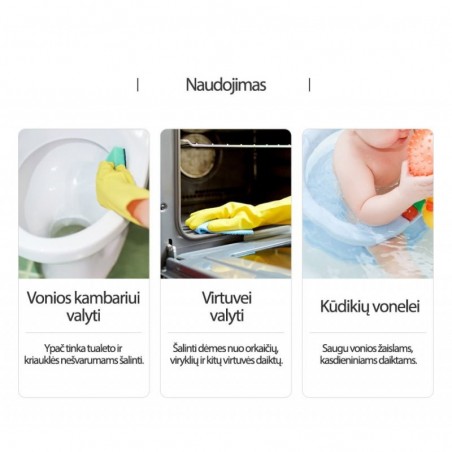 Naudojimas
Vonios kambariui
valyti
Ypač tinka tualeto ir
kriauklės nešvarumams šalinti.
Virtuvei
valyti
Šalinti dėmes nuo orkaičių,
viryklių ir kitų virtuvės daiktų.
Kūdikių vonelei
Saugu vonios žaislams,
kasdieniniams daiktams.